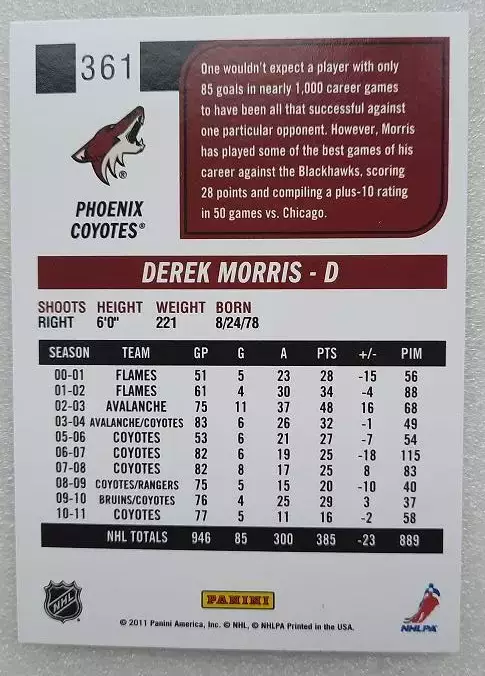 361
One wouldn't expect a player with only
85 goals in nearly 1,000 career games
to have been all that successful against
one particular opponent. However, Morris
has played some of the best games of his
career against the Blackhawks, scoring
28 points and compiling a plus-10 rating
in 50 games vs. Chicago.
®
PHOENIX
COYOTES®
DEREK MORRIS - D
SHOOTS HEIGHT WEIGHT BORN
RIGHT 6'0" 221 8/24/78
SEASON TEAM GP G A PTS +/- PIM
00-01 FLAMES 51 5 23 28 -15 56
01-02 FLAMES 61 4 30 34 -4 88
02-03 AVALANCHE 75 11 37 48 16 68
03-04 AVALANCHE/COYOTES 83 6 26 32 -1 49
05-06 COYOTES 53 6 21 27 -7 54
06-07 COYOTES 82 6 19 25 -18 115
07-08 COYOTES 82 8 17 25 8 83
08-09 COYOTES/RANGERS 75 5 15 20 -10 40
09-10 BRUINS/COYOTES 76 4 25 29 3 37
10-11 COYOTES 77 5 11 16 -2 58
NHL TOTALS 946 85 300 385 -23 889
NHL
PANINI
NHLPA
© 2011 Panini America, Inc. © NHL, © NHLPA Printed in the USA.